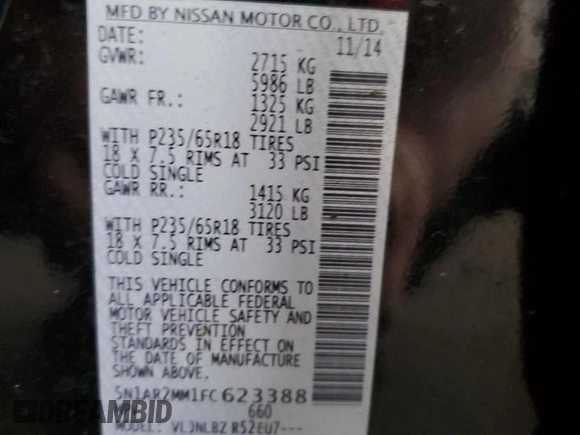 MFD BY NISSAN MOTOR CO., LTD.
DATE: 11/14
GVWR: 2715 KG
5986 LB
GAWR FR.: 1325 KG
2921 LB
WITH P235/65R18 TIRES
18 X 7.5 RIMS AT 33 PSI
COLD SINGLE
GAWR RR.: 1415 KG
3120 LB
WITH P235/65R18 TIRES
18 X 7.5 RIMS AT 33 PSI
COLD SINGLE
THIS VEHICLE CONFORMS TO
ALL APPLICABLE FEDERAL
MOTOR VEHICLE SAFETY AND
THEFT PREVENTION
STANDARDS IN EFFECT ON
THE DATE OF MANUFACTURE
SHOWN ABOVE.
5N1AR2MM1FC623388
660
MODEL: VLJNLBZ R52EU7---
DREAMBID